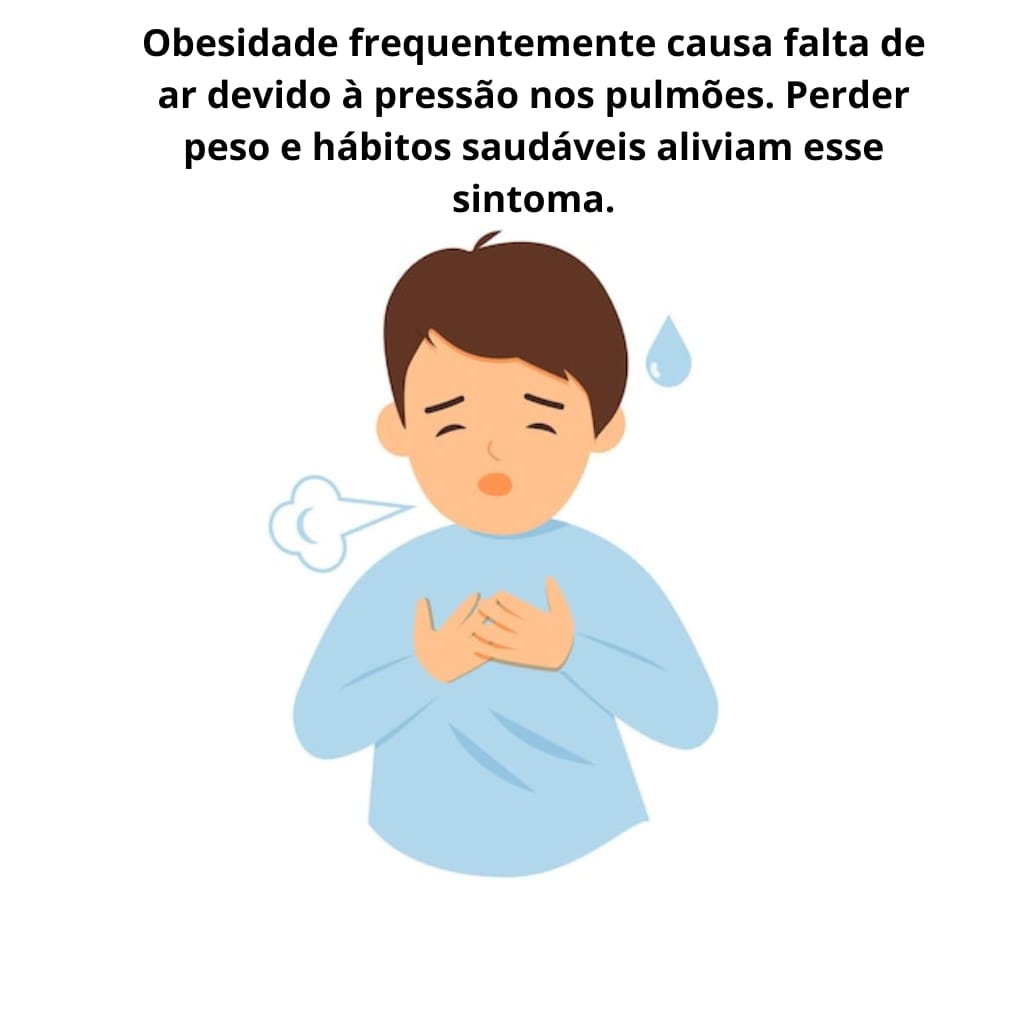 Obesidade frequentemente causa falta de
ar devido à pressão nos pulmões. Perder
peso e hábitos saudáveis aliviam esse
sintoma.